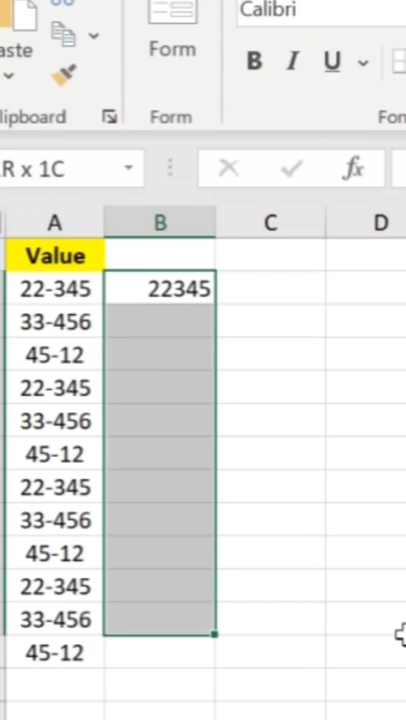 aste
Form
Calibri
B I U
lipboard
Form
Fon
R x 1C
fx
A B C D
Value
22-345 22345
33-456
45-12
22-345
33-456
45-12
22-345
33-456
45-12
22-345
33-456
45-12